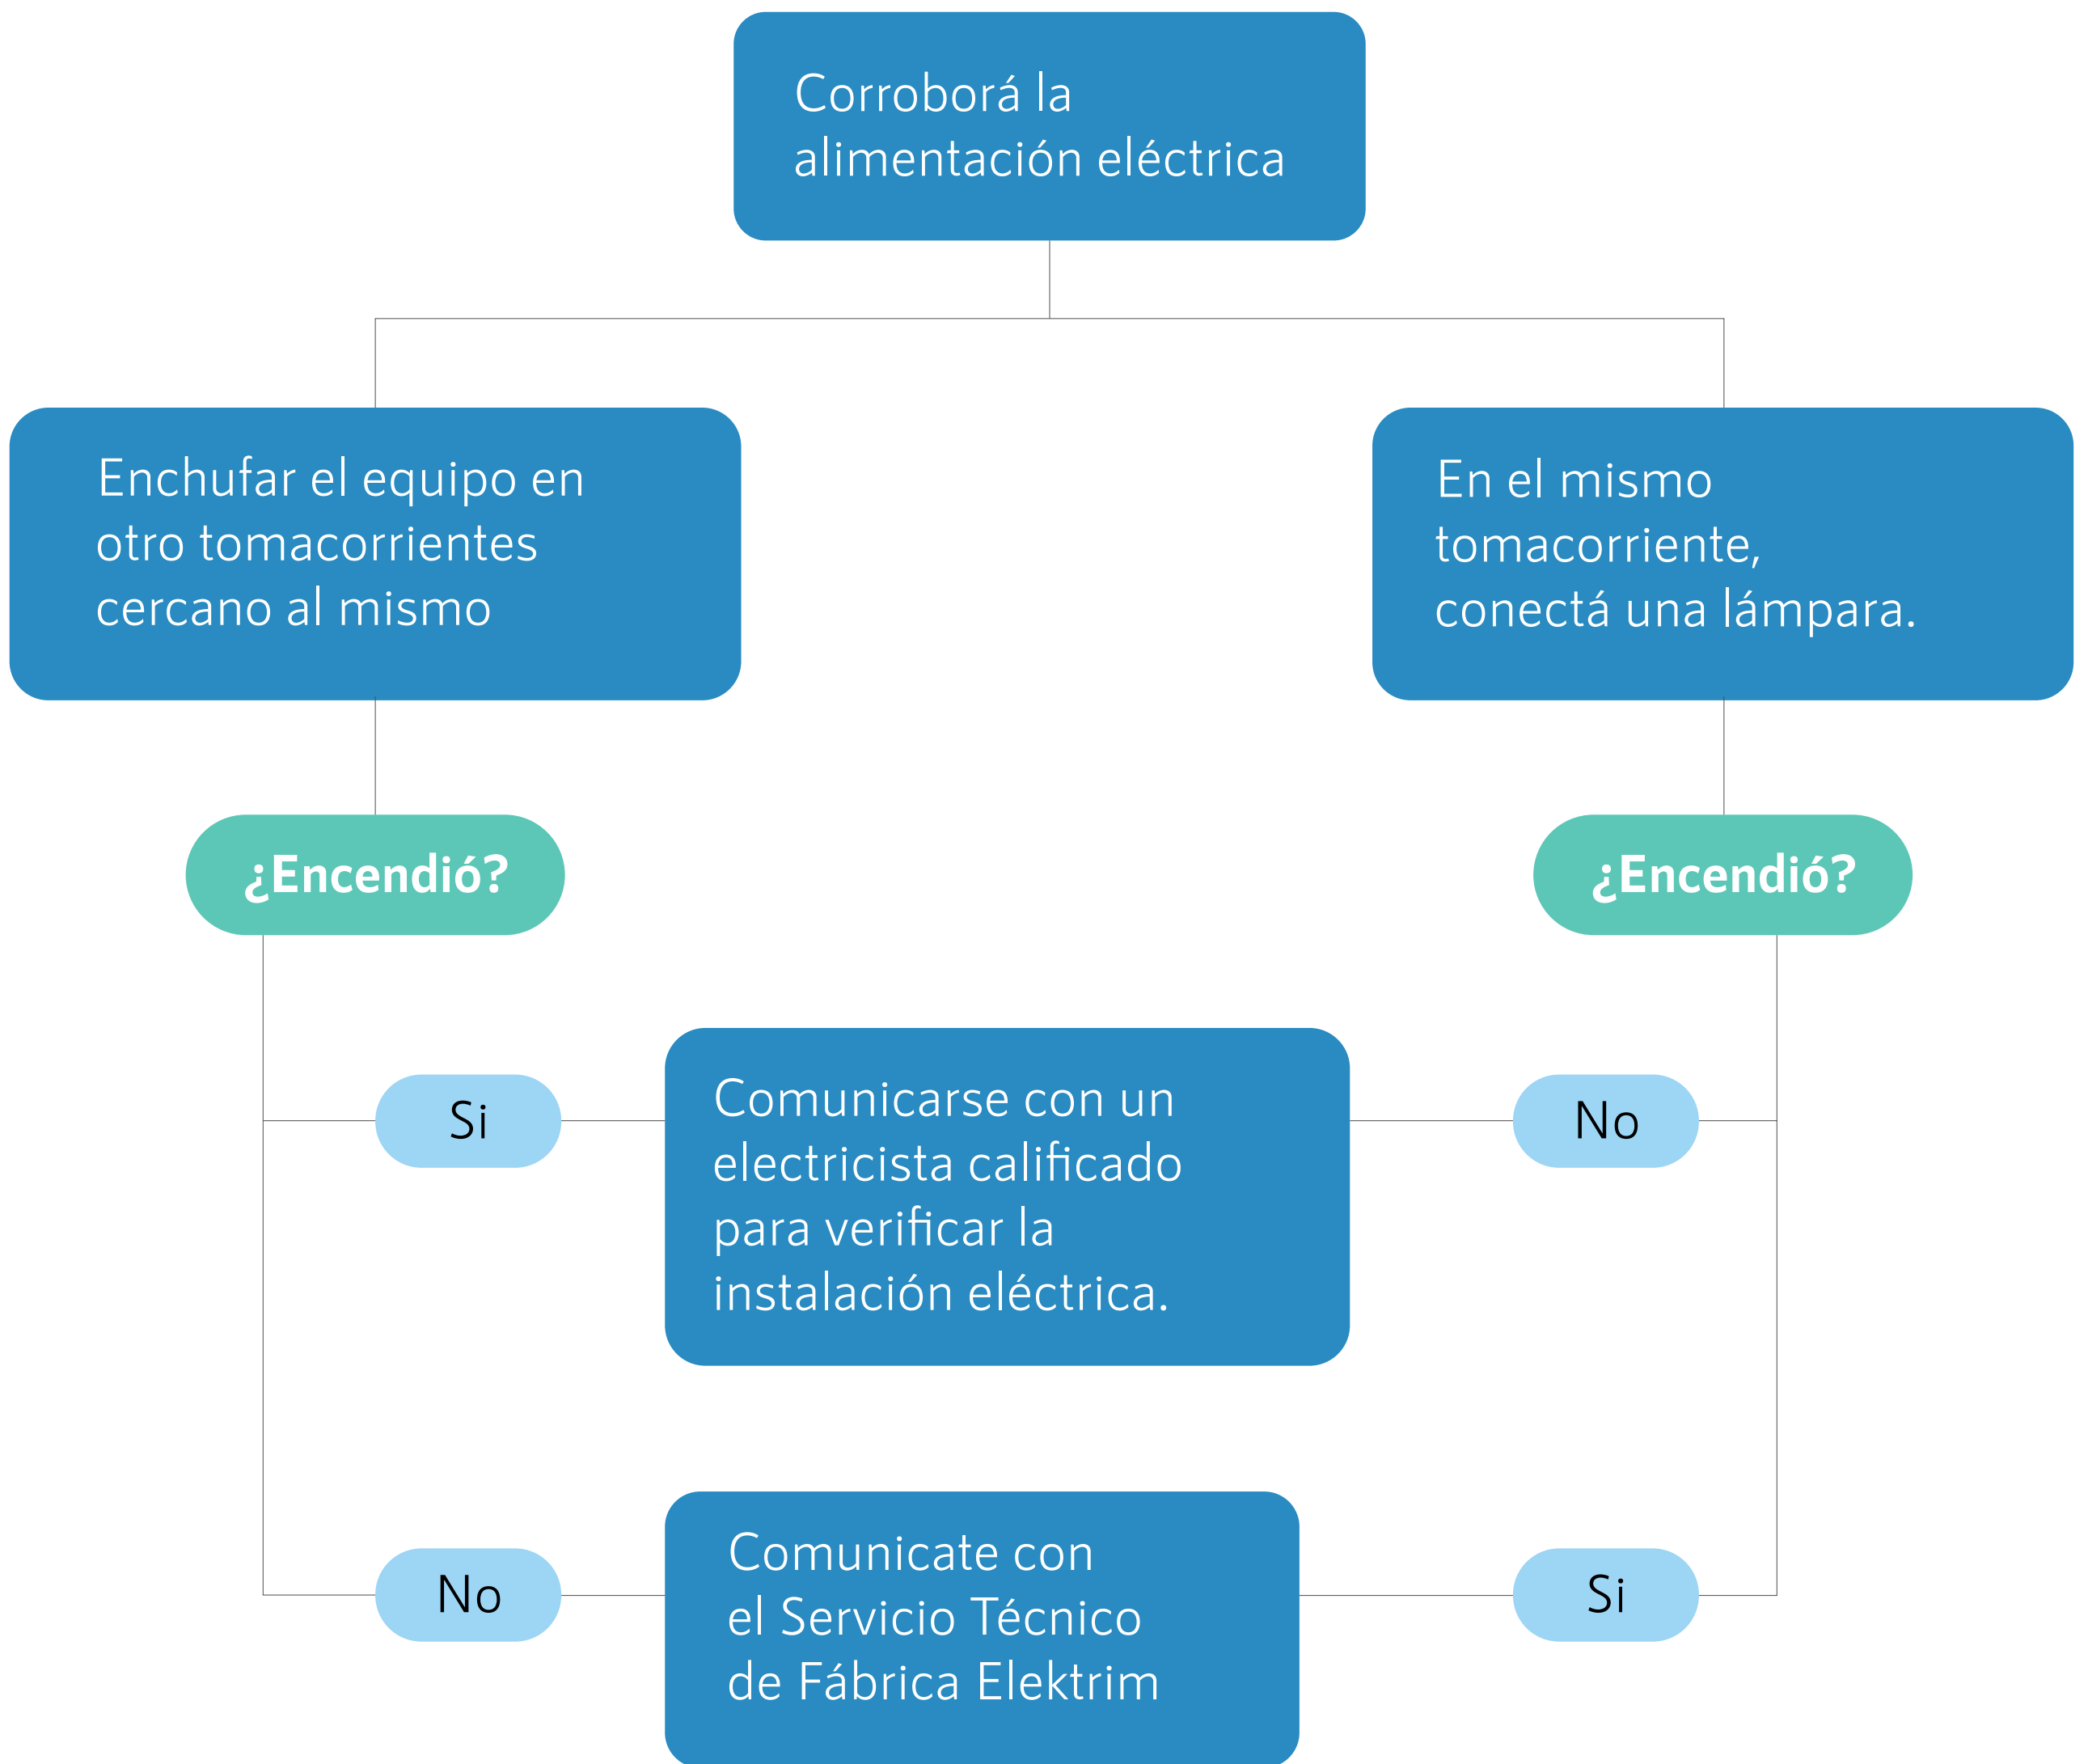 Corroborá la
alimentación eléctrica
Enchufar el equipo en
otro tomacorrientes
cercano al mismo
En el mismo
tomacorriente,
conectá una lámpara.
¿Encendió?
¿Encendió?
Si
Comunicarse con un
electricista calificado
para verificar la
instalación eléctrica.
No
No
Comunicate con
el Servicio Técnico
de Fábrica Elektrim
Si